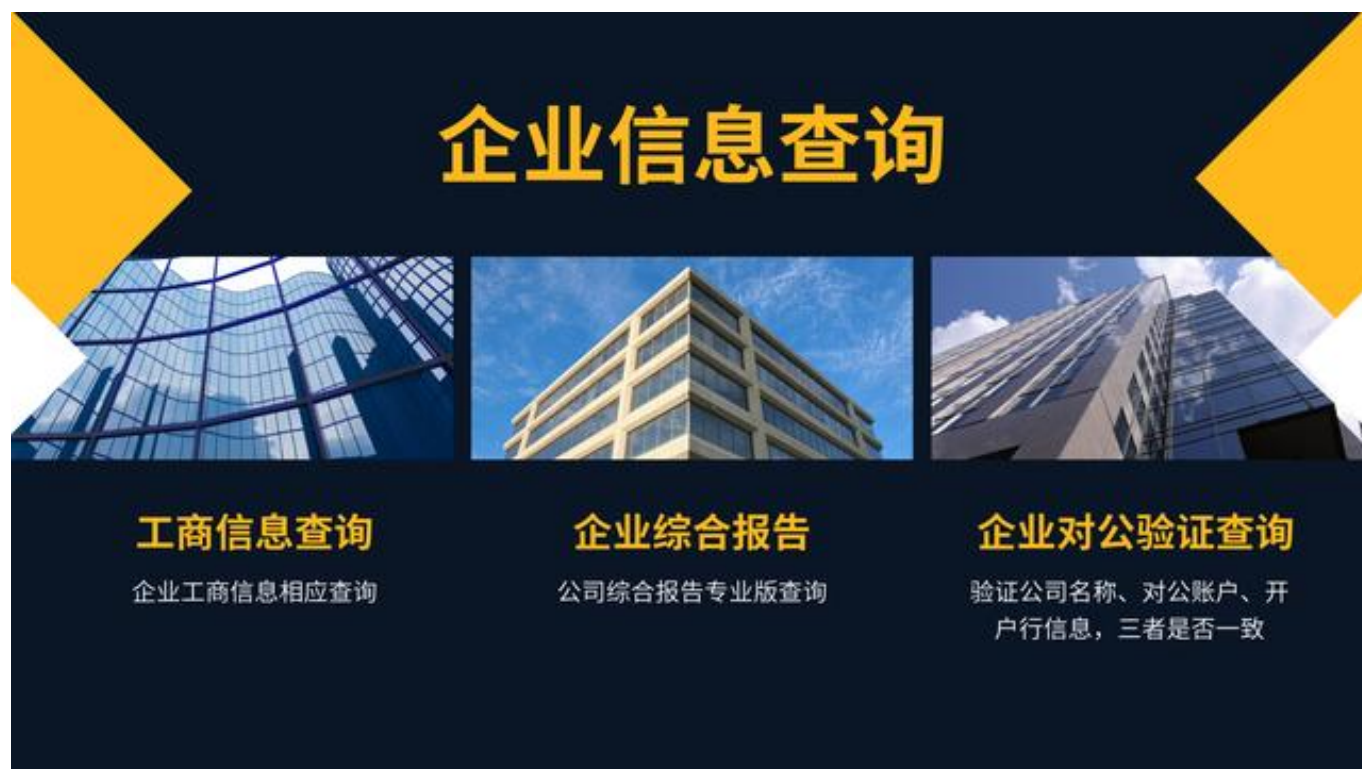 企业信息查询
工商信息查询
企业工商信息相应查询
企业综合报告
公司综合报告专业版查询
企业对公验证查询
验证公司名称、对公账户、开
户行信息，三者是否一致